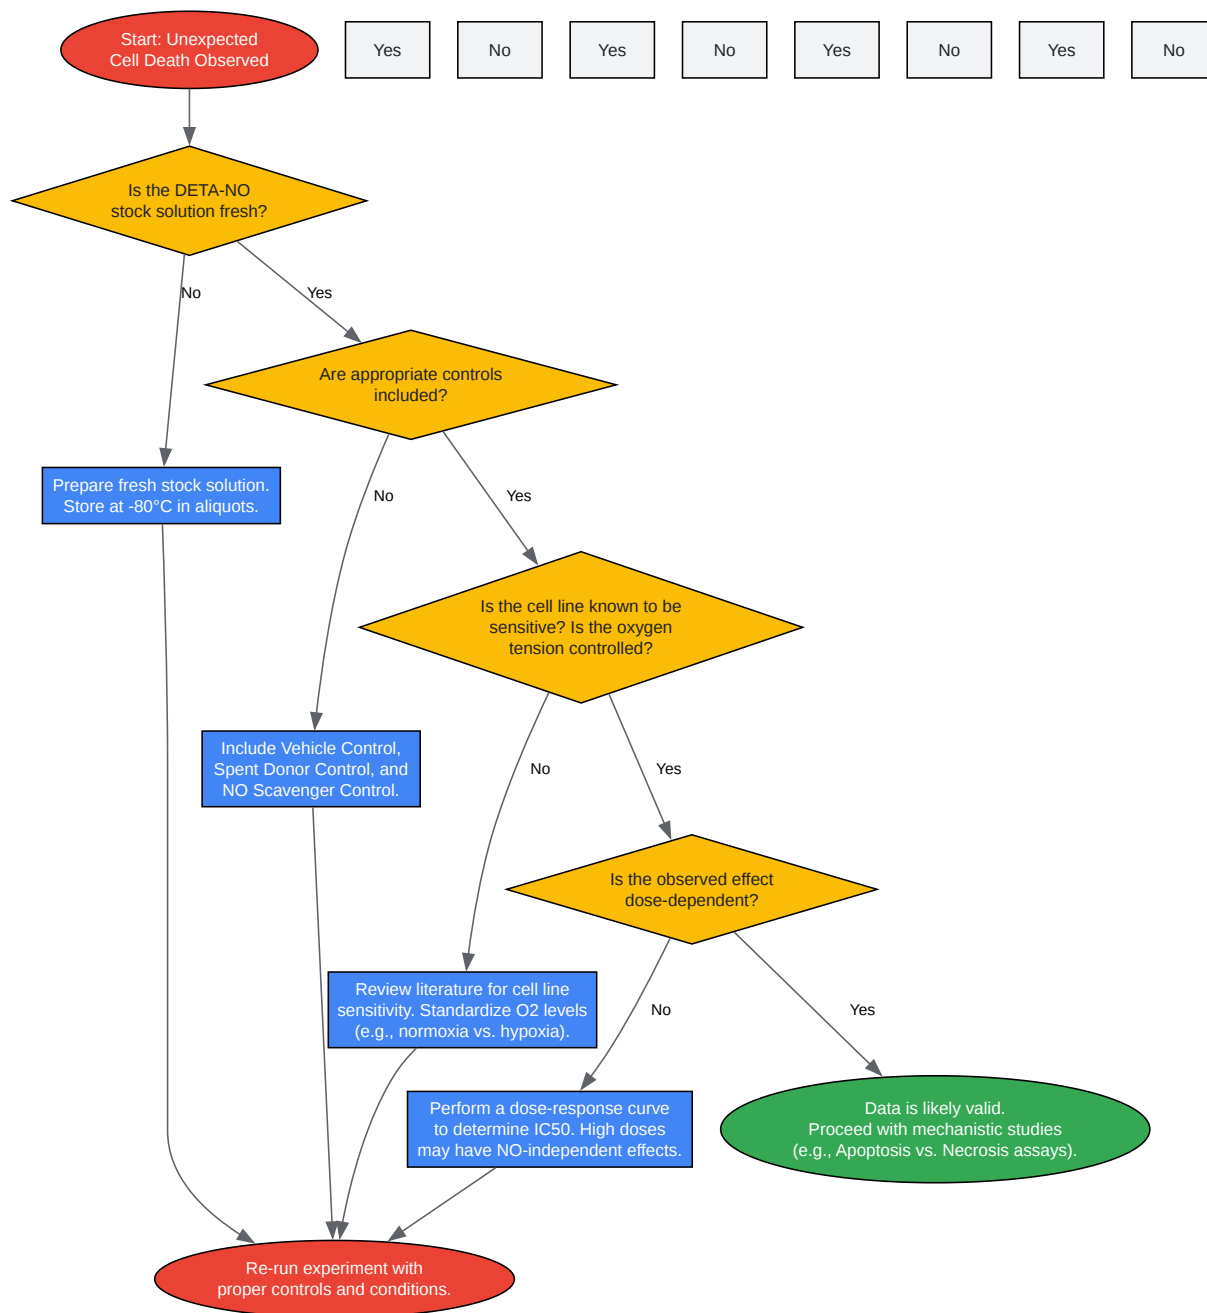 Start: Unexpected
Cell Death Observed
Yes
No
Yes
No
Yes
No
Yes
No
Is the DETA-NO
stock solution fresh?
No
Yes
Are appropriate controls
included?
No
Yes
Prepare fresh stock solution.
Store at -80°C in aliquots.
Is the cell line known to be
sensitive? Is the oxygen
tension controlled?
No
Yes
Include Vehicle Control,
Spent Donor Control, and
NO Scavenger Control.
Is the observed effect
dose-dependent?
No
Yes
Review literature for cell line
sensitivity. Standardize O2 levels
(e.g., normoxia vs. hypoxia).
Perform a dose-response curve
to determine IC50. High doses
may have NO-independent effects.
Data is likely valid.
Proceed with mechanistic studies
(e.g., Apoptosis vs. Necrosis assays).
Re-run experiment with
proper controls and conditions.